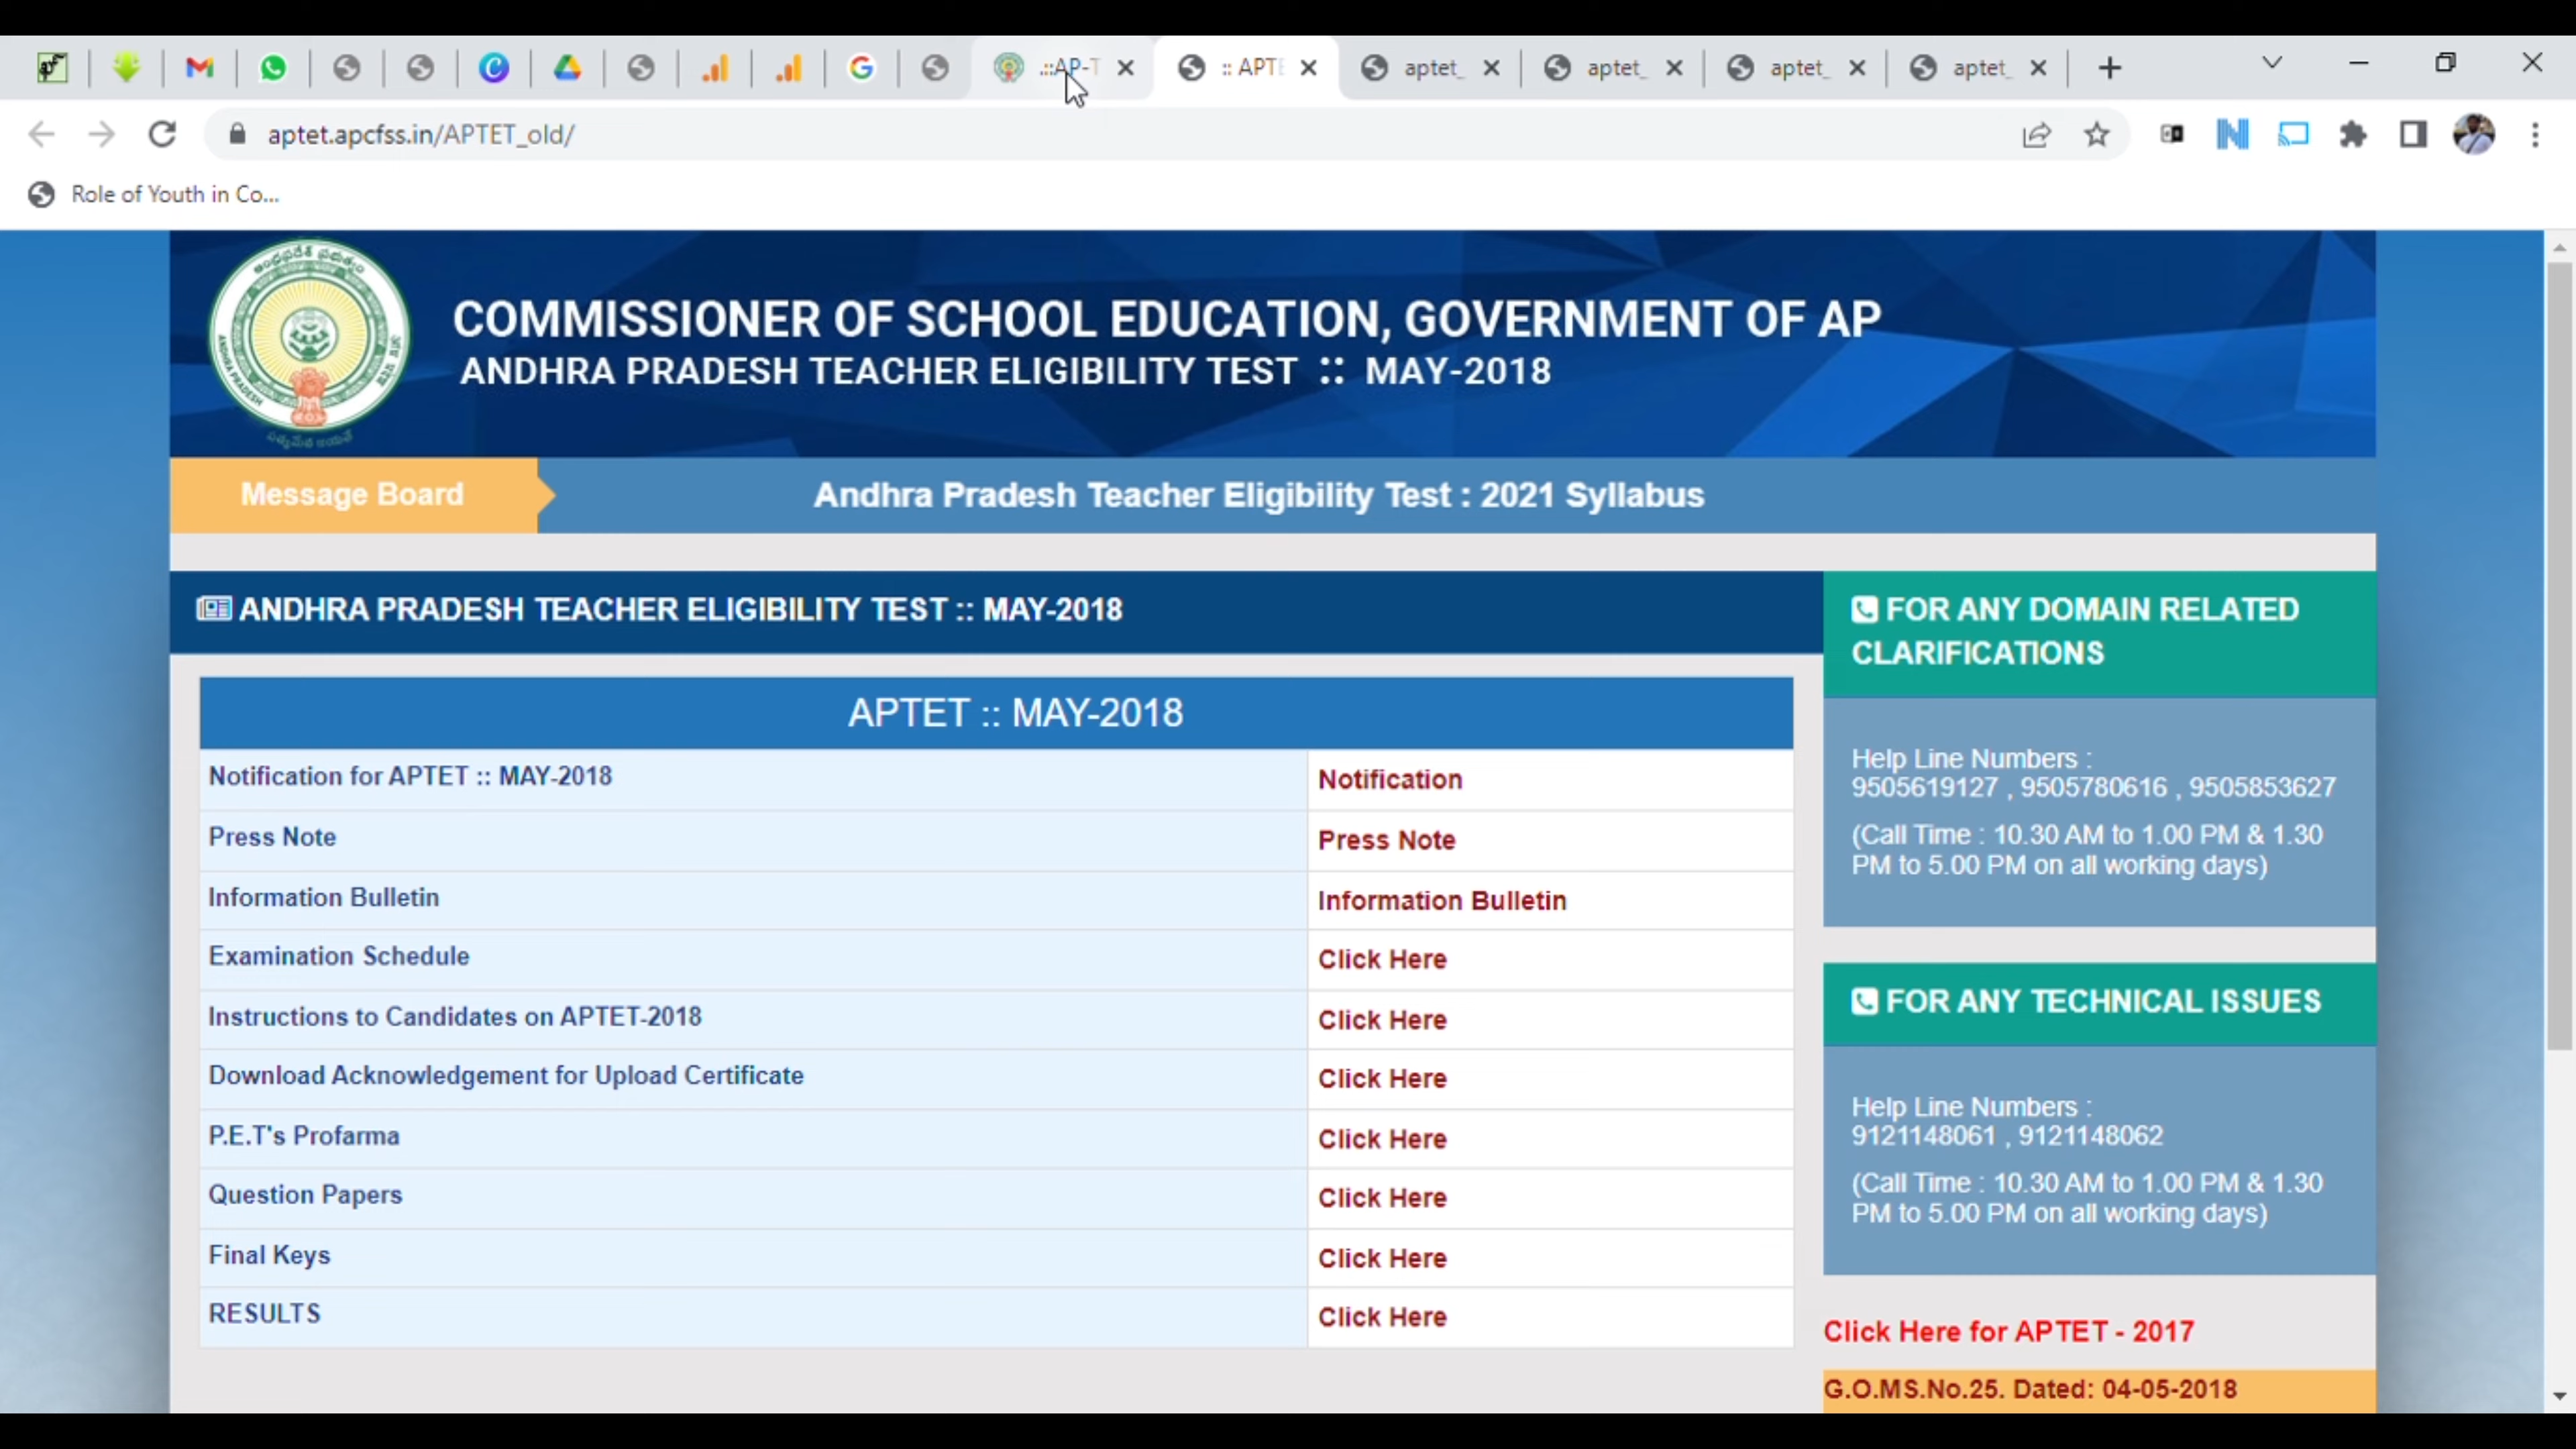 .::AP-T
:: APTE
aptet_
aptet_
aptet_
aptet_
aptet.apcfss.in/APTET_old/
Role of Youth in Co...
COMMISSIONER OF SCHOOL EDUCATION, GOVERNMENT OF AP
ANDHRA PRADESH TEACHER ELIGIBILITY TEST :: MAY-2018
ANDHRA PRADESH
Message Board
Andhra Pradesh Teacher Eligibility Test : 2021 Syllabus
ANDHRA PRADESH TEACHER ELIGIBILITY TEST :: MAY-2018
APTET :: MAY-2018
Notification for APTET :: MAY-2018 Notification
Press Note Press Note
Information Bulletin Information Bulletin
Examination Schedule Click Here
Instructions to Candidates on APTET-2018 Click Here
Download Acknowledgement for Upload Certificate Click Here
P.E.T's Profarma Click Here
Question Papers Click Here
Final Keys Click Here
RESULTS Click Here
FOR ANY DOMAIN RELATED
CLARIFICATIONS
Help Line Numbers :
9505619127 , 9505780616 , 9505853627
(Call Time : 10.30 AM to 1.00 PM & 1.30
PM to 5.00 PM on all working days)
FOR ANY TECHNICAL ISSUES
Help Line Numbers :
9121148061 , 9121148062
(Call Time : 10.30 AM to 1.00 PM & 1.30
PM to 5.00 PM on all working days)
Click Here for APTET - 2017
G.O.MS.No.25. Dated: 04-05-2018